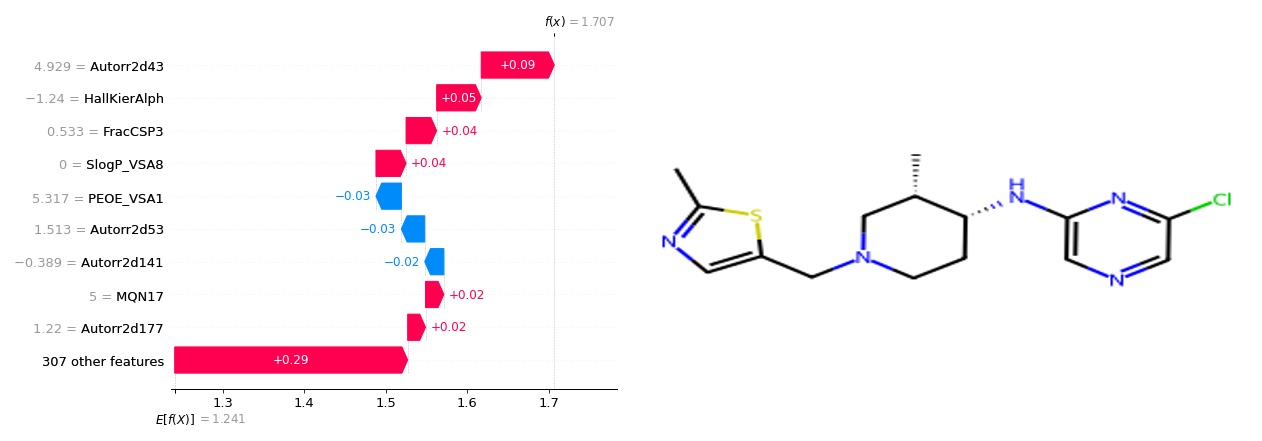 f(x) = 1.707
4.929 = Autorr2d43 +0.09
−1.24 = HallKierAlph +0.05
0.533 = FracCSP3 +0.04
0 = SlogP_VSA8 +0.04
5.317 = PEOE_VSA1 −0.03
1.513 = Autorr2d53 −0.03
−0.389 = Autorr2d141 −0.02
5 = MQN17 +0.02
1.22 = Autorr2d177 +0.02
307 other features +0.29
1.3 1.4 1.5 1.6 1.7
E[f(X)] = 1.241
N
S
N
H
N
N
N
Cl